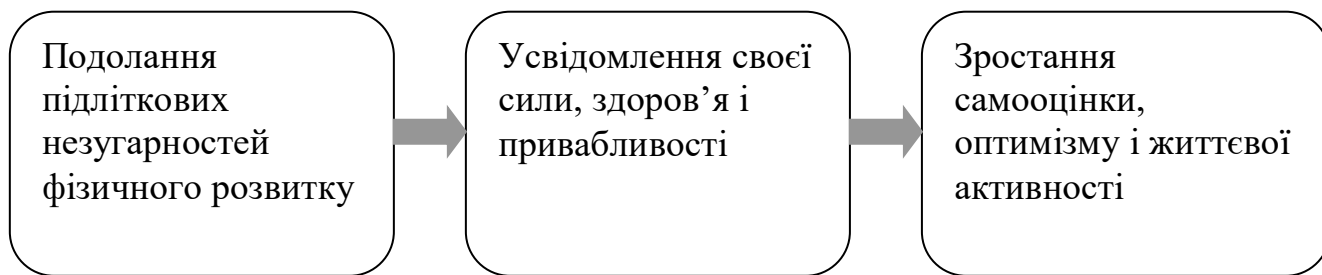 Подолання
підліткових
незугарностей
фізичного розвитку
Усвідомлення своєї
сили, здоров’я і
привабливості
Зростання
самооцінки,
оптимізму і життєвої
активності